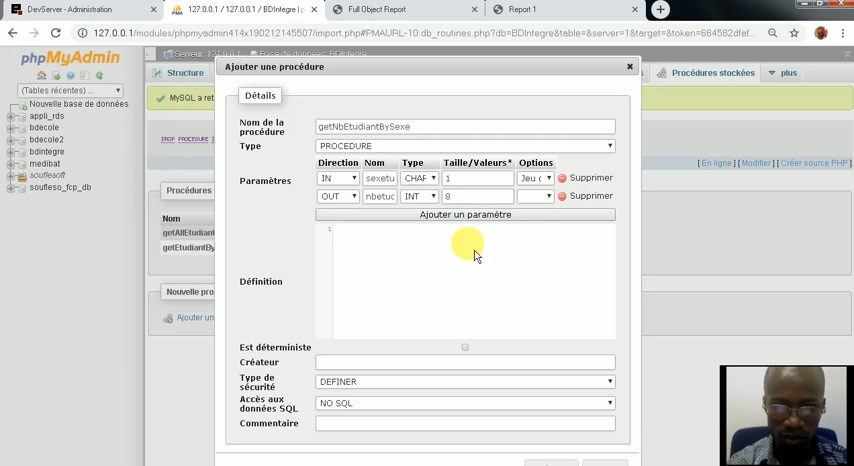 DevServer - Administration
127.0.0.1 / 127.0.0.1 / BDIntegre | p
Full Object Report
Report 1
127.0.0.1/modules/phpmyadmin414x190212145507/import.php#PMAURL-10:db_routines.php?db=BDIntegre&table=&server=1&target=&token=664582dfaf
phpMyAdmin
(Tables récentes) ...
Nouvelle base de données
appli_rds
bdecole
bdecole2
bdintegre
medibat
souflesoft
soufleso_fcp_db
Structure
Procédures stockées
plus
MySQL a ret
DROP PROCEDURE
[ En ligne ] [ Modifier ] [ Créer source PHP ]
Procédures
Nom
getAllEtudiant
getEtudiantBy
Nouvelle pro
Ajouter un
Ajouter une procédure
Détails
Nom de la procédure
getNbEtudiantBySexe
Type
PROCEDURE
Paramètres
Direction Nom Type Taille/Valeurs* Options
IN sexetu CHAR 1 Jeu c Supprimer
OUT nbetuc INT 8 Supprimer
Ajouter un paramètre
1
Définition
Est déterministe
Créateur
Type de sécurité
DEFINER
Accès aux données SQL
NO SQL
Commentaire